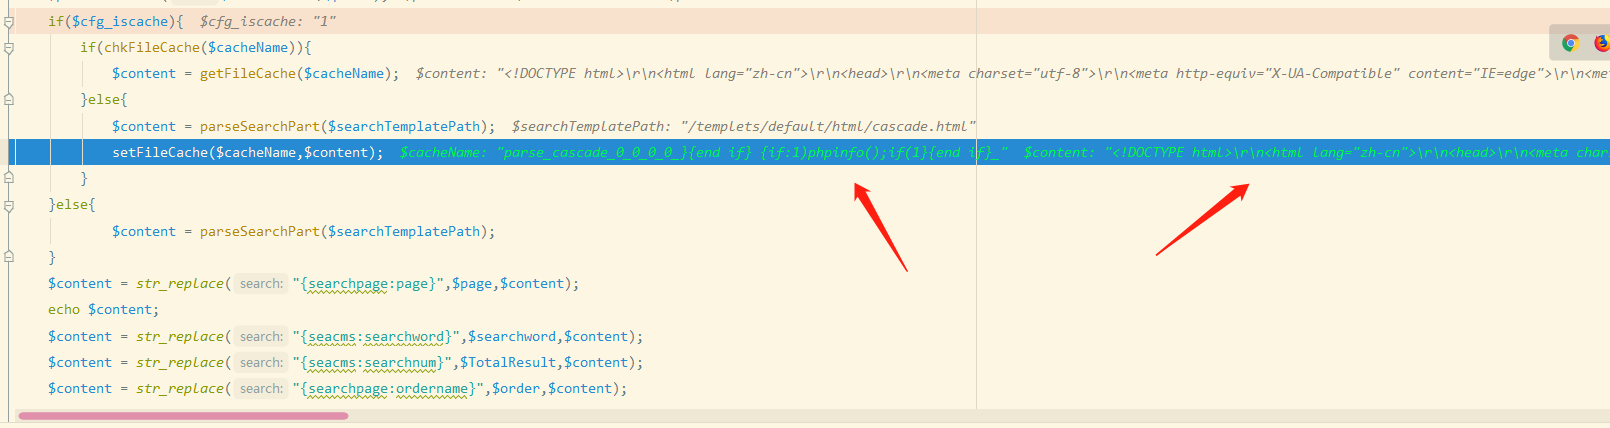 if($cfg_iscache){  $cfg_iscache: "1"
if(chkFileCache($cacheName)){
$content = getFileCache($cacheName);  $content: "<!DOCTYPE html>\r\n<html lang="zh-cn">\r\n<head>\r\n<meta charset="utf-8">\r\n<meta http-equiv="X-UA-Compatible" content="IE=edge">\r\n<met
}else{
$content = parseSearchPart($searchTemplatePath);  $searchTemplatePath: "/templets/default/html/cascade.html"
setFileCache($cacheName,$content);  $cacheName: "parse_cascade_0_0_0_0_}{end if} {if:1)phpinfo();if(1}{end if}_"  $content: "<!DOCTYPE html>\r\n<html lang="zh-cn">\r\n<head>\r\n<meta char
}
}else{
$content = parseSearchPart($searchTemplatePath);
}
$content = str_replace( search: "{searchpage:page}",$page,$content);
echo $content;
$content = str_replace( search: "{seacms:searchword}",$searchword,$content);
$content = str_replace( search: "{seacms:searchnum}",$TotalResult,$content);
$content = str_replace( search: "{searchpage:ordername}",$order,$content);